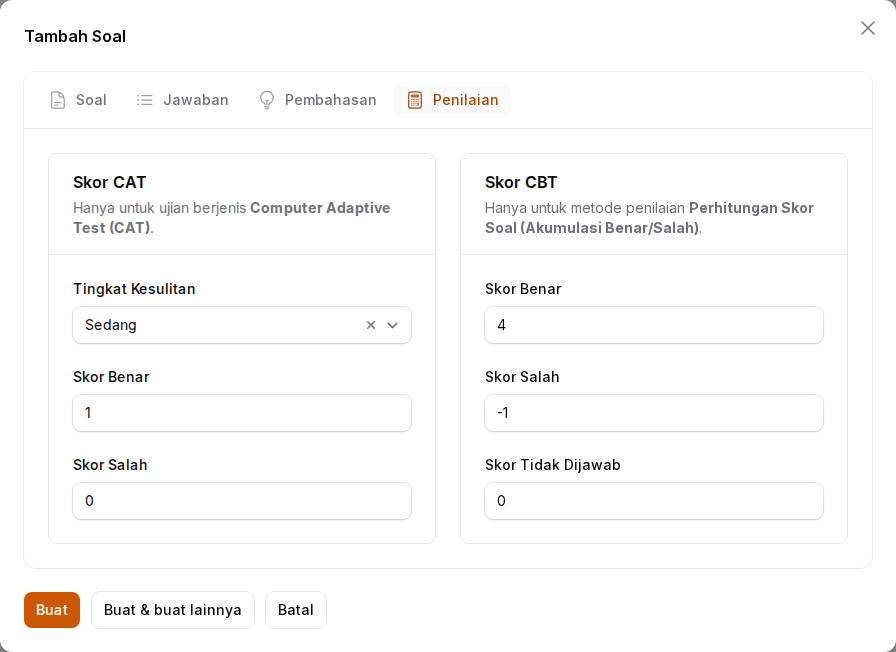 Tambah Soal
Soal
Jawaban
Pembahasan
Penilaian
Skor CAT
Hanya untuk ujian berjenis Computer Adaptive
Test (CAT).
Tingkat Kesulitan
Sedang
Skor Benar
1
Skor Salah
0
Skor CBT
Hanya untuk metode penilaian Perhitungan Skor
Soal (Akumulasi Benar/Salah).
Skor Benar
4
Skor Salah
-1
Skor Tidak Dijawab
0
Buat
Buat & buat lainnya
Batal